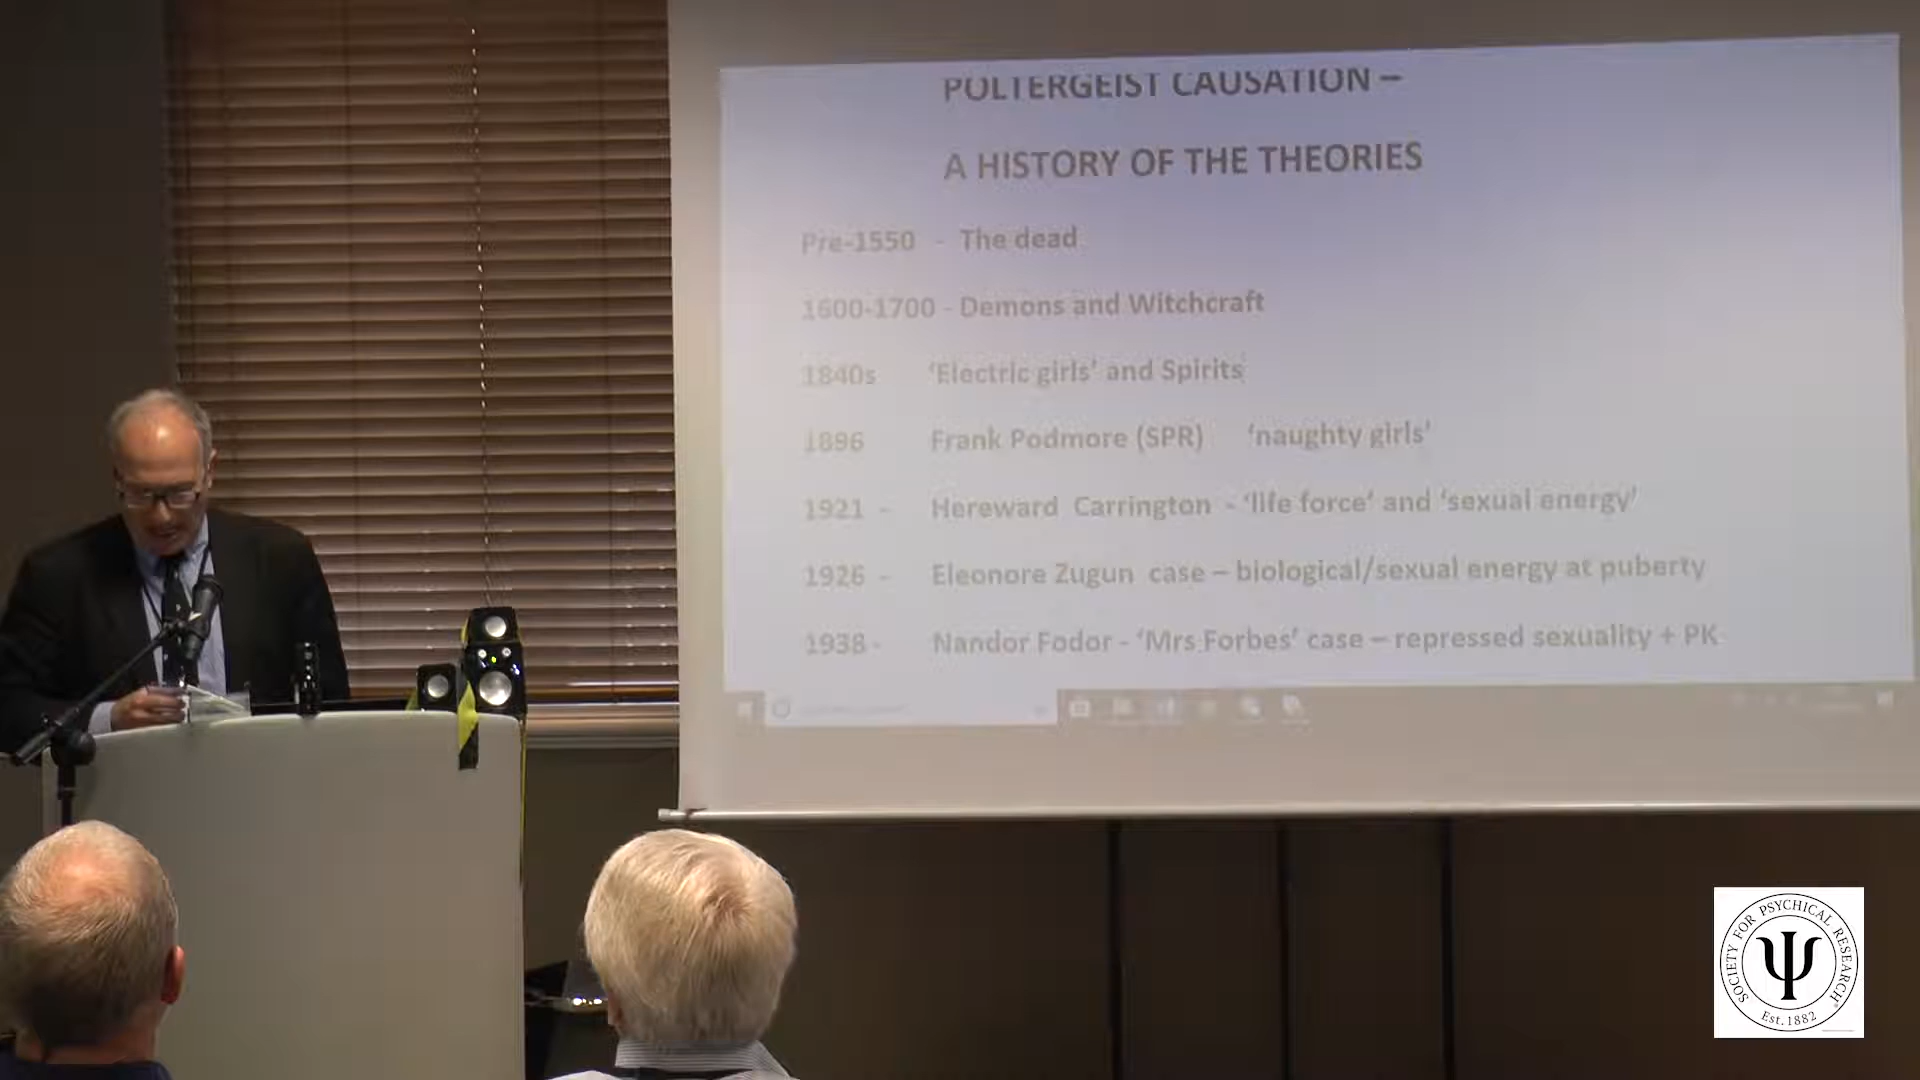 POLTERGEIST CAUSATION –
A HISTORY OF THE THEORIES
Pre-1550 - The dead
1600-1700 - Demons and Witchcraft
1840s 'Electric girls' and Spirits
1896 Frank Podmore (SPR) 'naughty girls'
1921 - Hereward Carrington - 'life force' and 'sexual energy'
1926 - Eleonore Zugun case – biological/sexual energy at puberty
1938 - Nandor Fodor - 'Mrs Forbes' case – repressed sexuality + PK
SOCIETY FOR PSYCHICAL RESEARCH
Ψ
Est. 1882